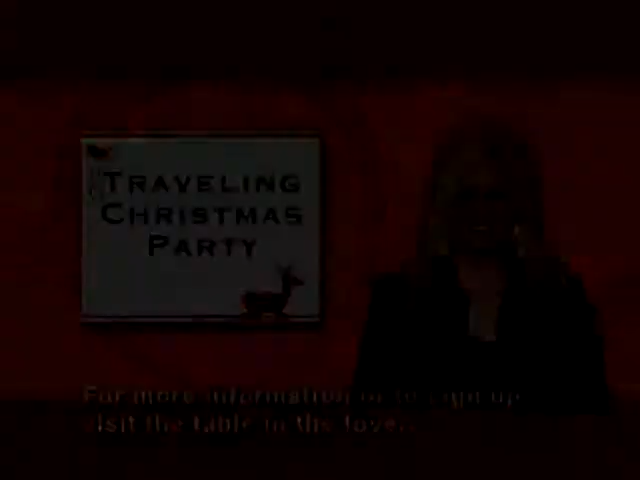 TRAVELING
CHRISTMAS
PARTY
For more information or to sign up
visit the table in the foyer.